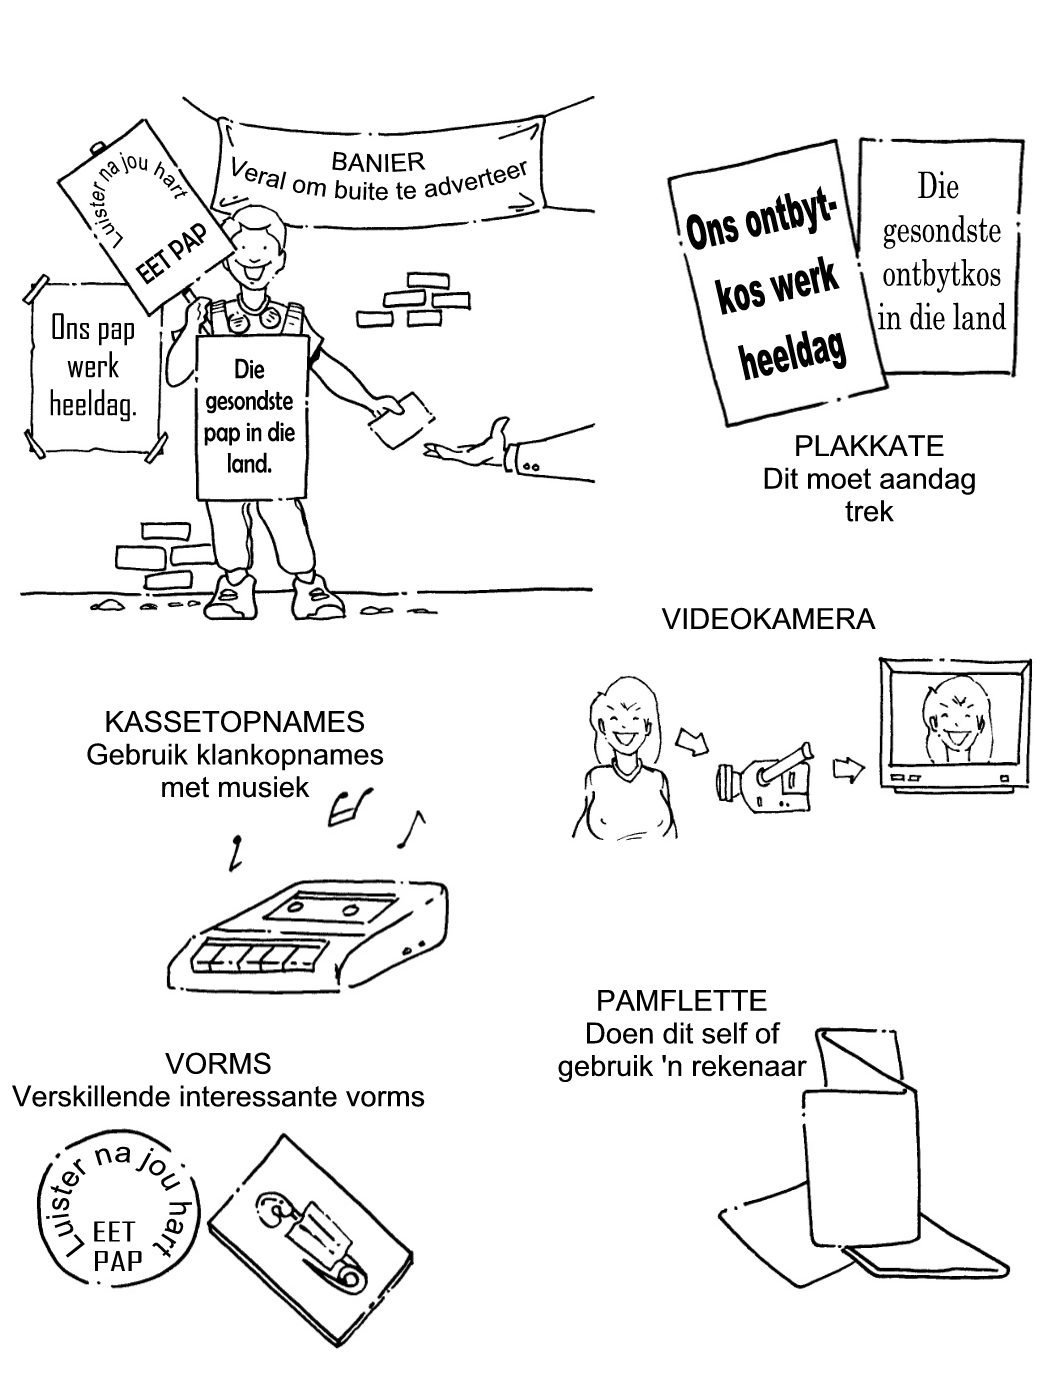 BANIER
Veral om buite te adverteer
Luister na jou hart
EET PAP
Ons pap
werk
heeldag.
Die
gesondste
pap in die
land.
Ons ontbyt-
kos werk
heeldag
Die
gesondste
ontbytkos
in die land
PLAKKATE
Dit moet aandag
trek
VIDEOKAMERA
KASSETOPNAMES
Gebruik klankopnames
met musiek
PAMFLETTE
Doen dit self of
gebruik 'n rekenaar
VORMS
Verskillende interessante vorms
Luister na jou hart
EET
PAP